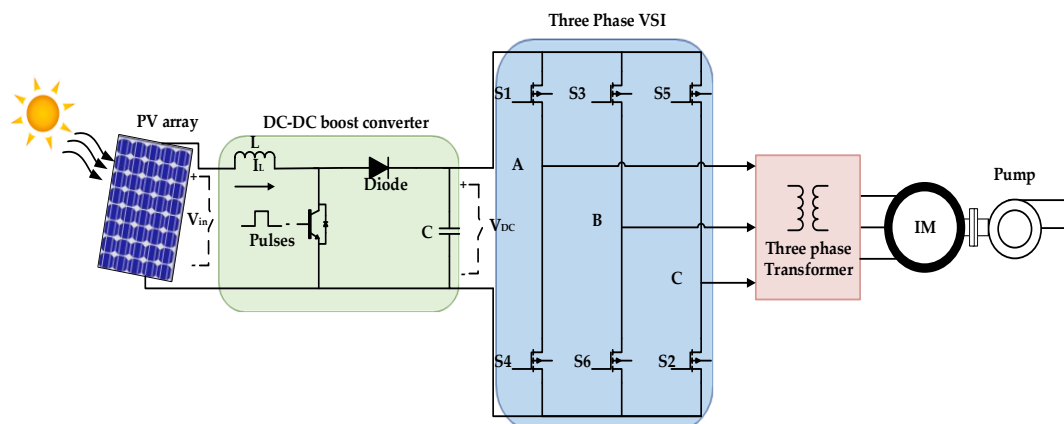 Three Phase VSI
PV array
DC-DC boost converter
L
IL
Vin
Pulses
Diode
C
VDC
S1
S3
S5
A
B
C
S4
S6
S2
Three phase
Transformer
IM
Pump